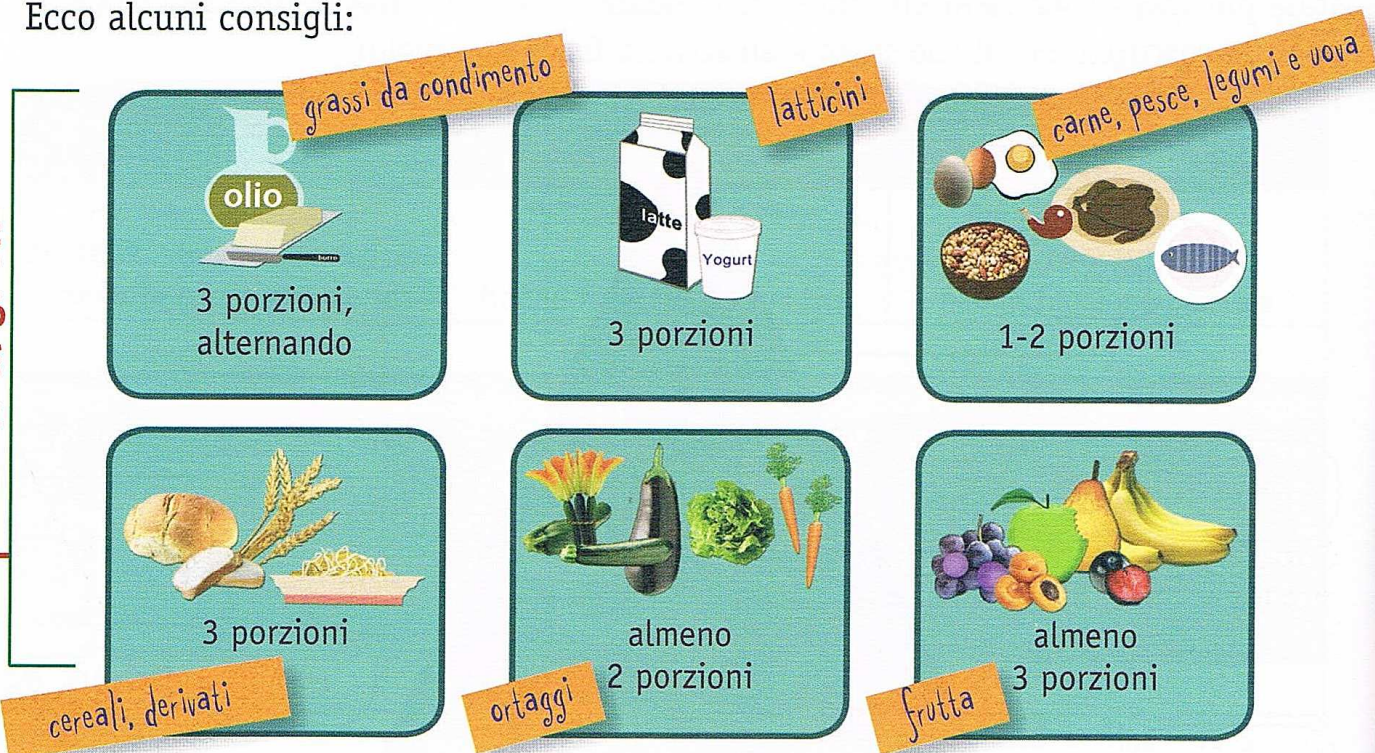 Ecco alcuni consigli:
grassi da condimento
olio
burro
3 porzioni,
alternando
latticini
latte
Yogurt
3 porzioni
carne, pesce, legumi e uova
1-2 porzioni
3 porzioni
cereali, derivati
almeno
2 porzioni
ortaggi
almeno
3 porzioni
frutta